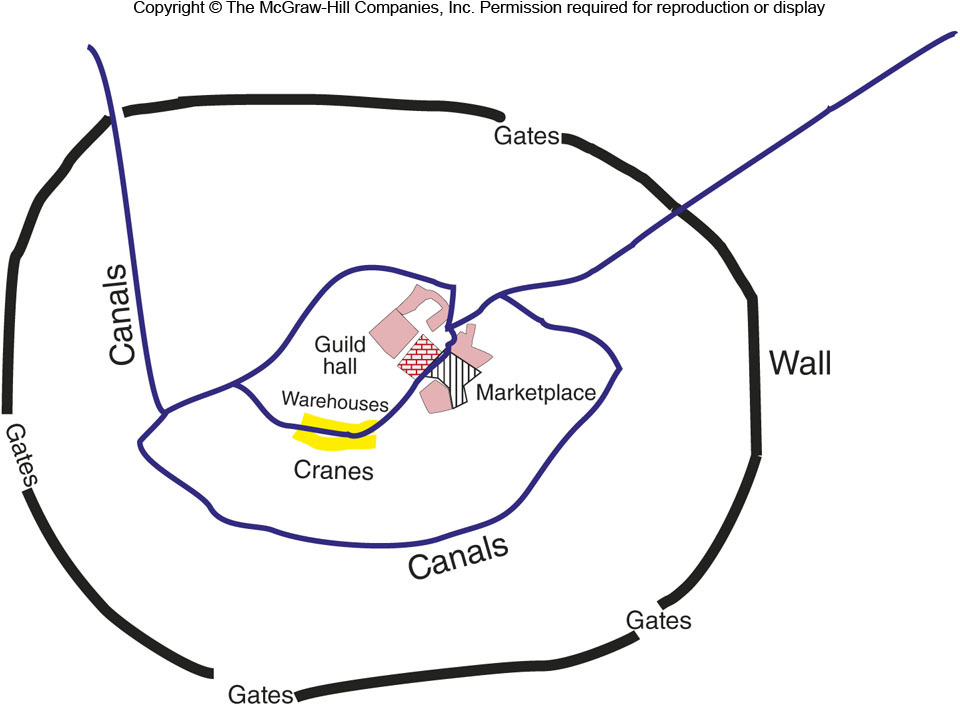 Copyright © The McGraw-Hill Companies, Inc. Permission required for reproduction or display
Gates
Canals
Guild
hall
Wall
Warehouses
Marketplace
Gates
Cranes
Canals
Gates
Gates